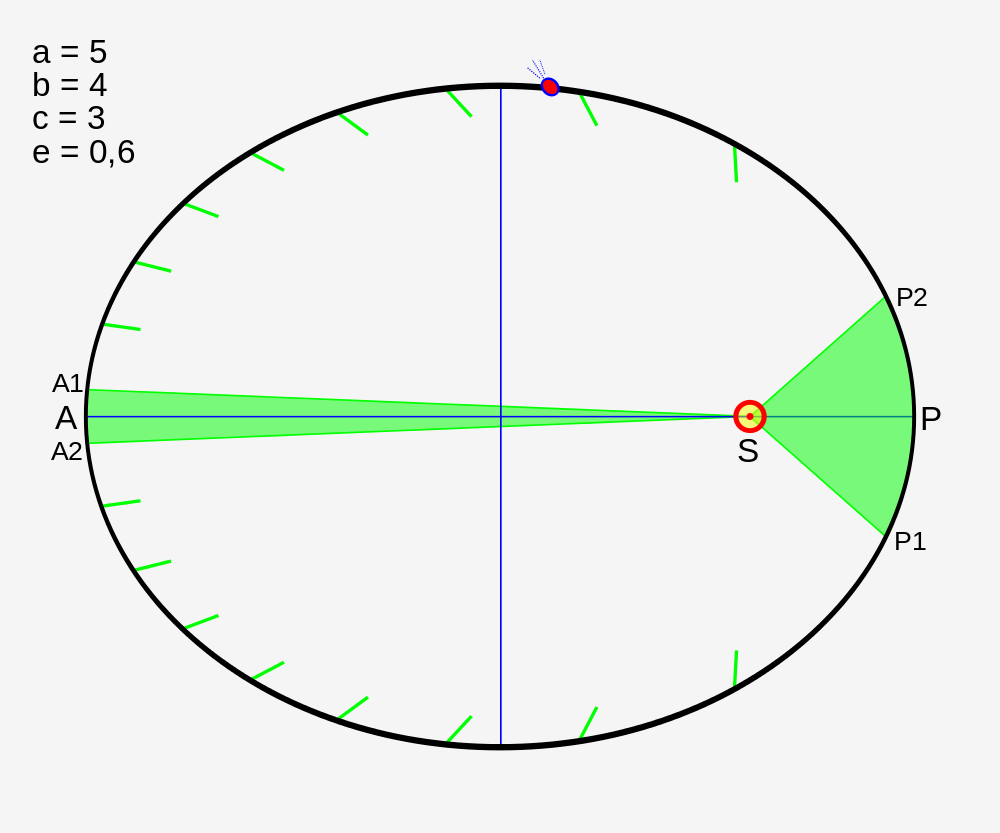 a = 5
b = 4
c = 3
e = 0,6
P2
A1
A
P
A2
S
P1